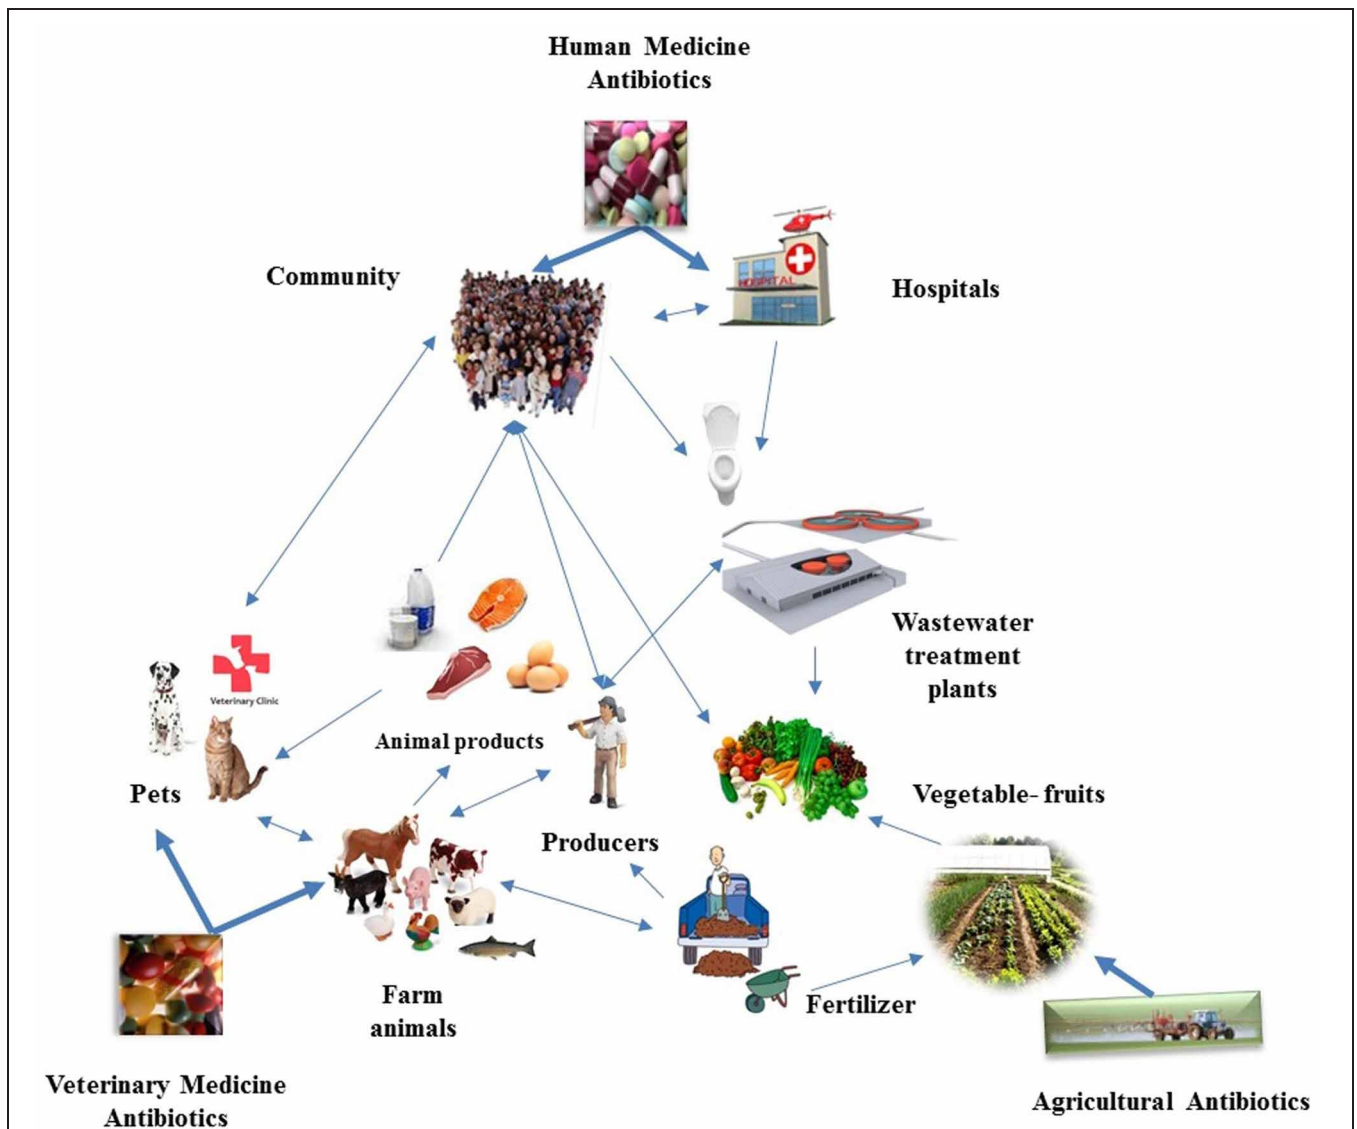 Human Medicine
Antibiotics
Community
HOSPITAL
Hospitals
Wastewater
treatment
plants
Veterinary Clinic
Animal products
Pets
Vegetable- fruits
Producers
Farm
animals
Fertilizer
Veterinary Medicine
Antibiotics
Agricultural Antibiotics